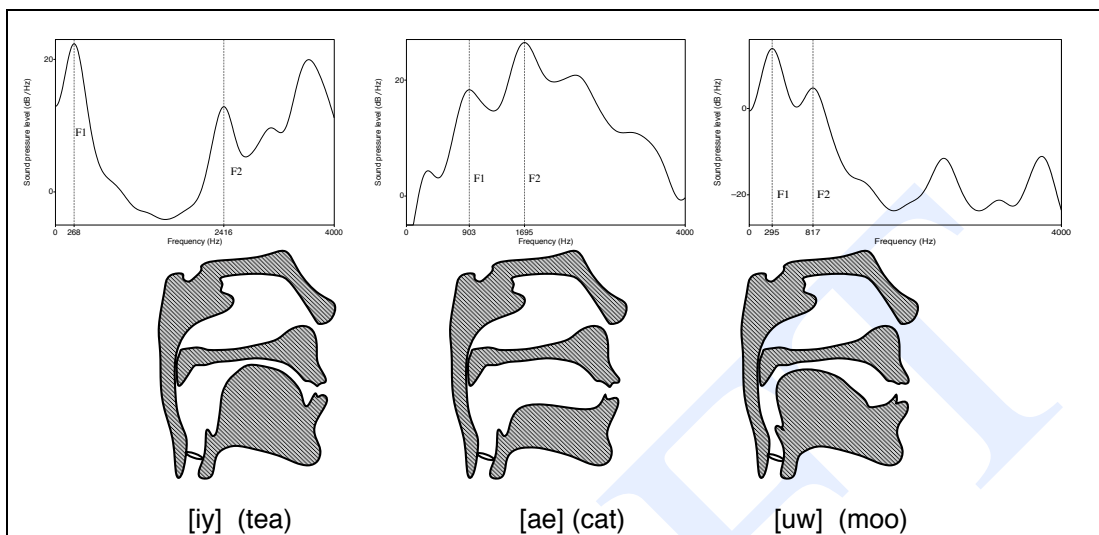 20
0
Sound pressure level (dB/Hz)
F1
F2
0 268 2416 4000
Frequency (Hz)
20
0
Sound pressure level (dB/Hz)
F1
F2
0 903 1695 4000
Frequency (Hz)
0
−20
Sound pressure level (dB/Hz)
F1
F2
0 295 817 4000
Frequency (Hz)
[iy] (tea)
[ae] (cat)
[uw] (moo)